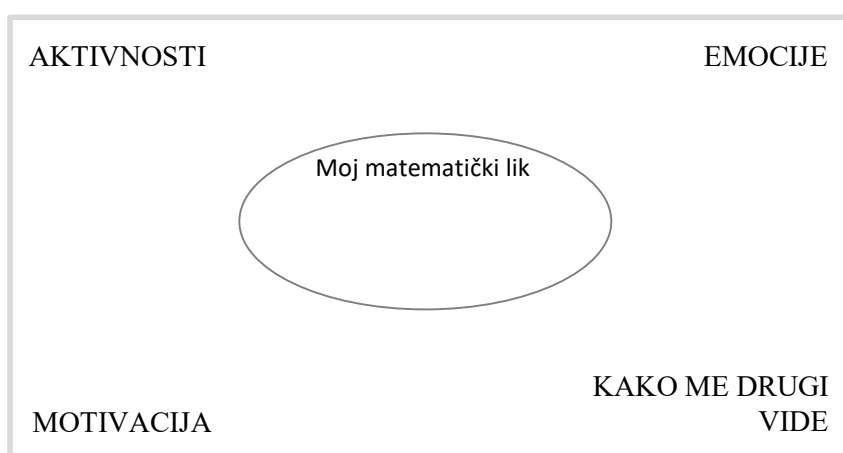 AKTIVNOSTI
EMOCIJE
Moj matematički lik
MOTIVACIJA
KAKO ME DRUGI
VIDE